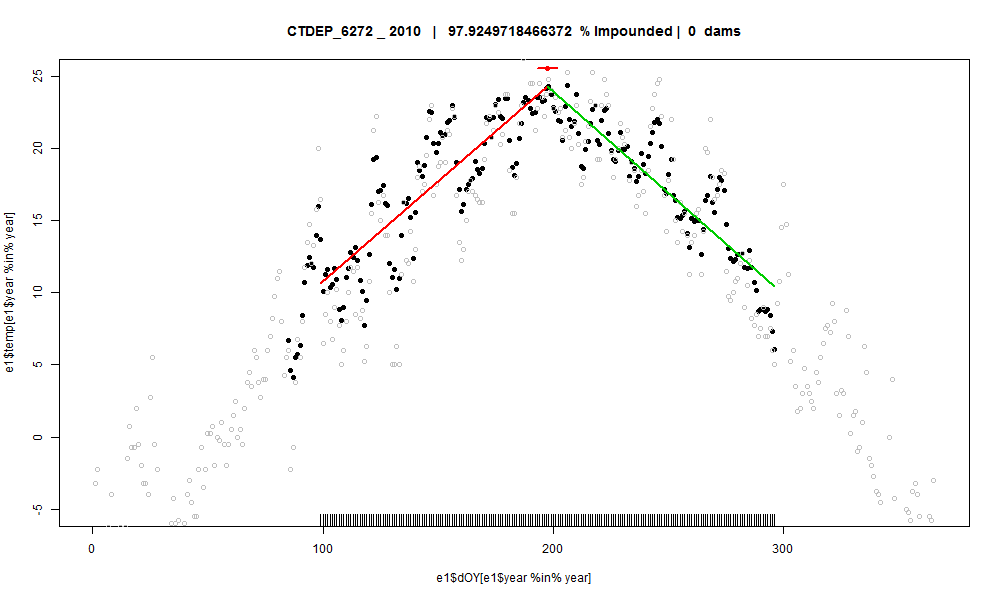 CTDEP_6272 _ 2010 | 97.9249718466372 % Impounded | 0 dams
e1$temp[e1$year %in% year]
25
20
15
10
5
0
-5
0 100 200 300
e1$dOY[e1$year %in% year]